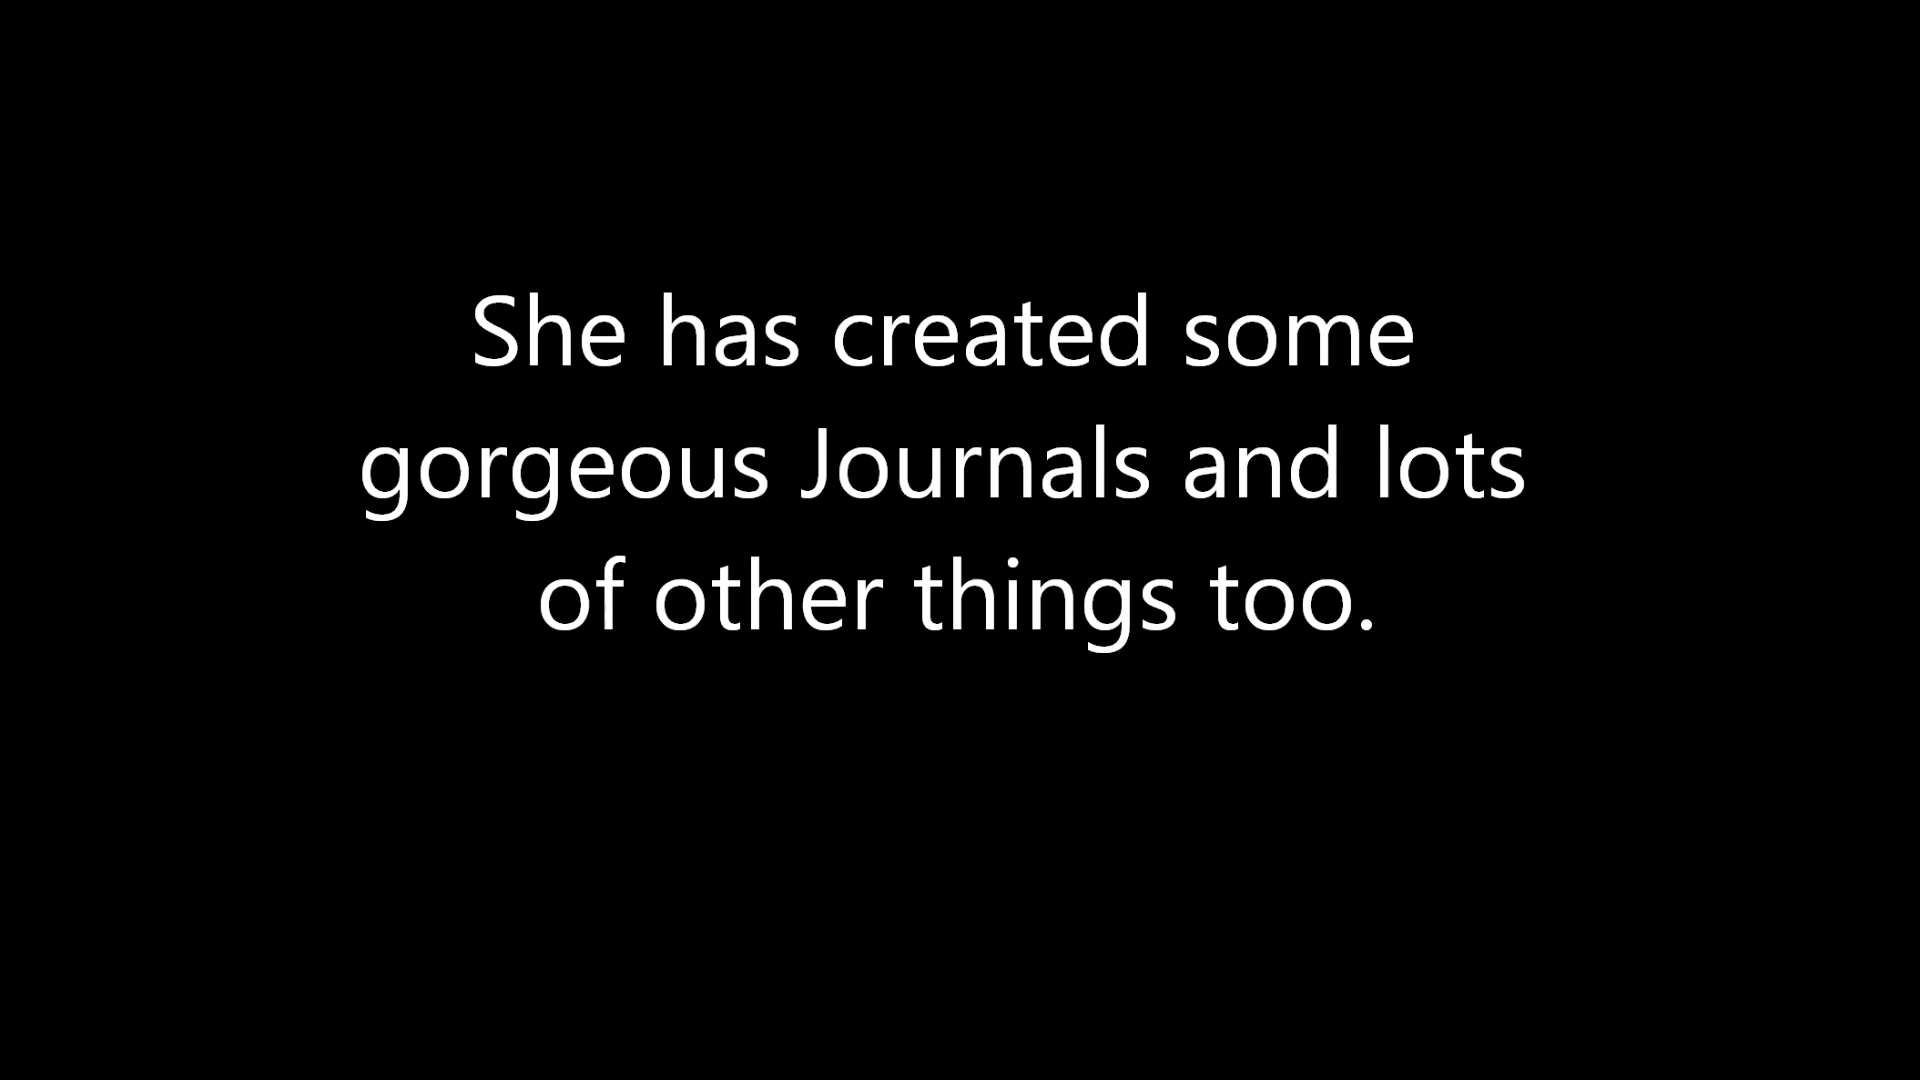 She has created some
gorgeous Journals and lots
of other things too.